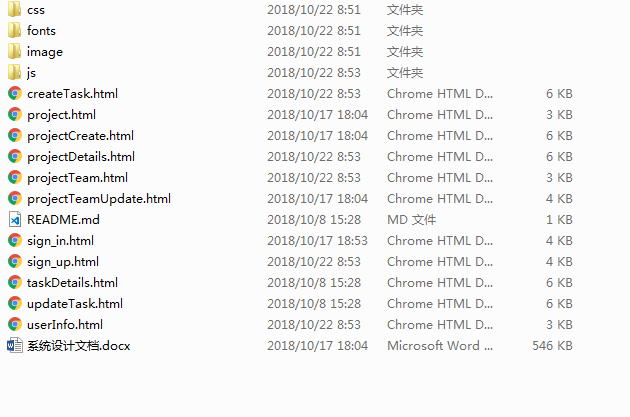 css 2018/10/22 8:51 文件夹
fonts 2018/10/22 8:51 文件夹
image 2018/10/22 8:51 文件夹
js 2018/10/22 8:53 文件夹
createTask.html 2018/10/22 8:53 Chrome HTML D... 6 KB
project.html 2018/10/17 18:04 Chrome HTML D... 3 KB
projectCreate.html 2018/10/17 18:04 Chrome HTML D... 6 KB
projectDetails.html 2018/10/22 8:53 Chrome HTML D... 6 KB
projectTeam.html 2018/10/22 8:53 Chrome HTML D... 3 KB
projectTeamUpdate.html 2018/10/17 18:04 Chrome HTML D... 4 KB
README.md 2018/10/8 15:28 MD 文件 1 KB
sign_in.html 2018/10/17 18:53 Chrome HTML D... 4 KB
sign_up.html 2018/10/22 8:53 Chrome HTML D... 4 KB
taskDetails.html 2018/10/8 15:28 Chrome HTML D... 6 KB
updateTask.html 2018/10/8 15:28 Chrome HTML D... 6 KB
userInfo.html 2018/10/22 8:53 Chrome HTML D... 3 KB
系统设计文档.docx 2018/10/17 18:04 Microsoft Word ... 546 KB